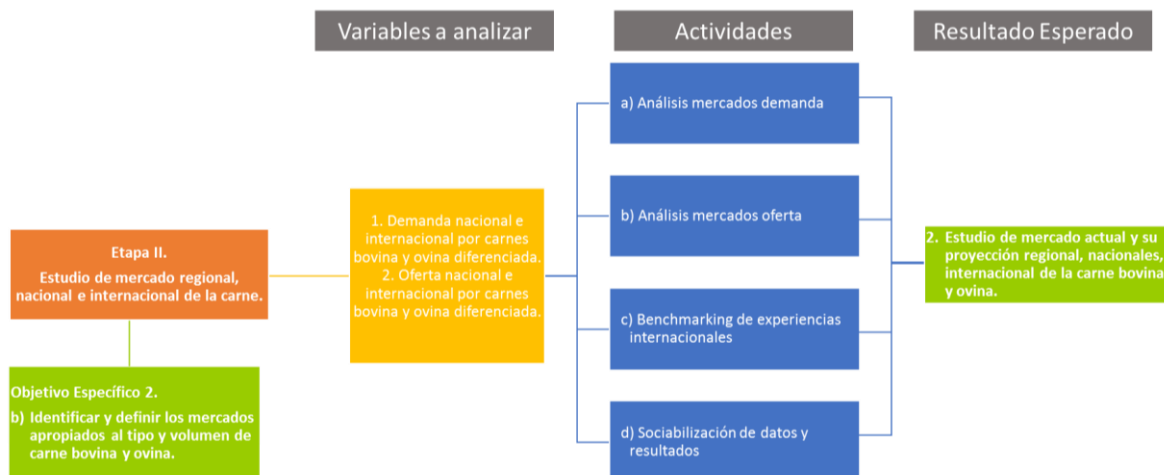 Variables a analizar
Actividades
Resultado Esperado
Etapa II.
Estudio de mercado regional,
nacional e internacional de la carne.
Objetivo Específico 2.
b) Identificar y definir los mercados
apropiados al tipo y volumen de
carne bovina y ovina.
1. Demanda nacional e
internacional por carnes
bovina y ovina diferenciada.
2. Oferta nacional e
internacional por carnes
bovina y ovina diferenciada.
a) Análisis mercados demanda
b) Análisis mercados oferta
c) Benchmarking de experiencias
internacionales
d) Sociabilización de datos y
resultados
2. Estudio de mercado actual y su
proyección regional, nacionales,
internacional de la carne bovina
y ovina.